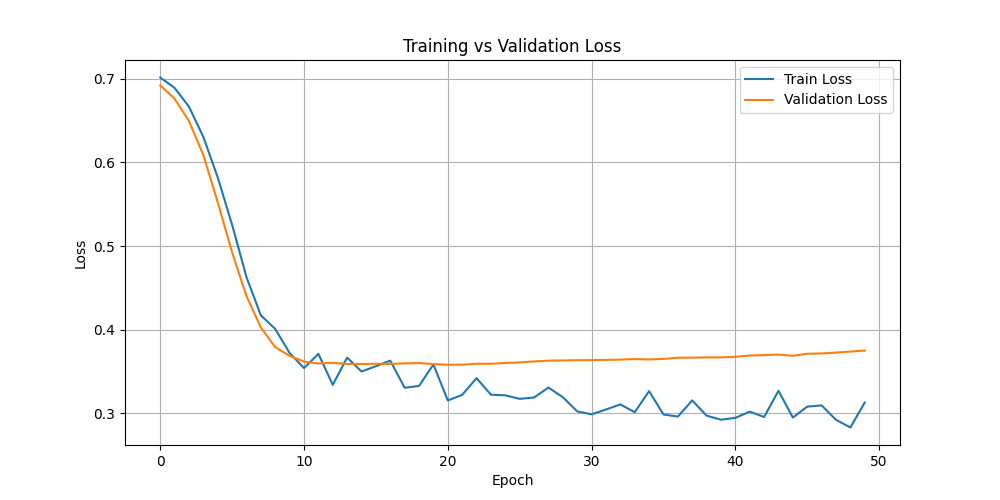 Training vs Validation Loss
Train Loss
Validation Loss
0.7
0.6
0.5
0.4
0.3
Loss
0 10 20 30 40 50
Epoch